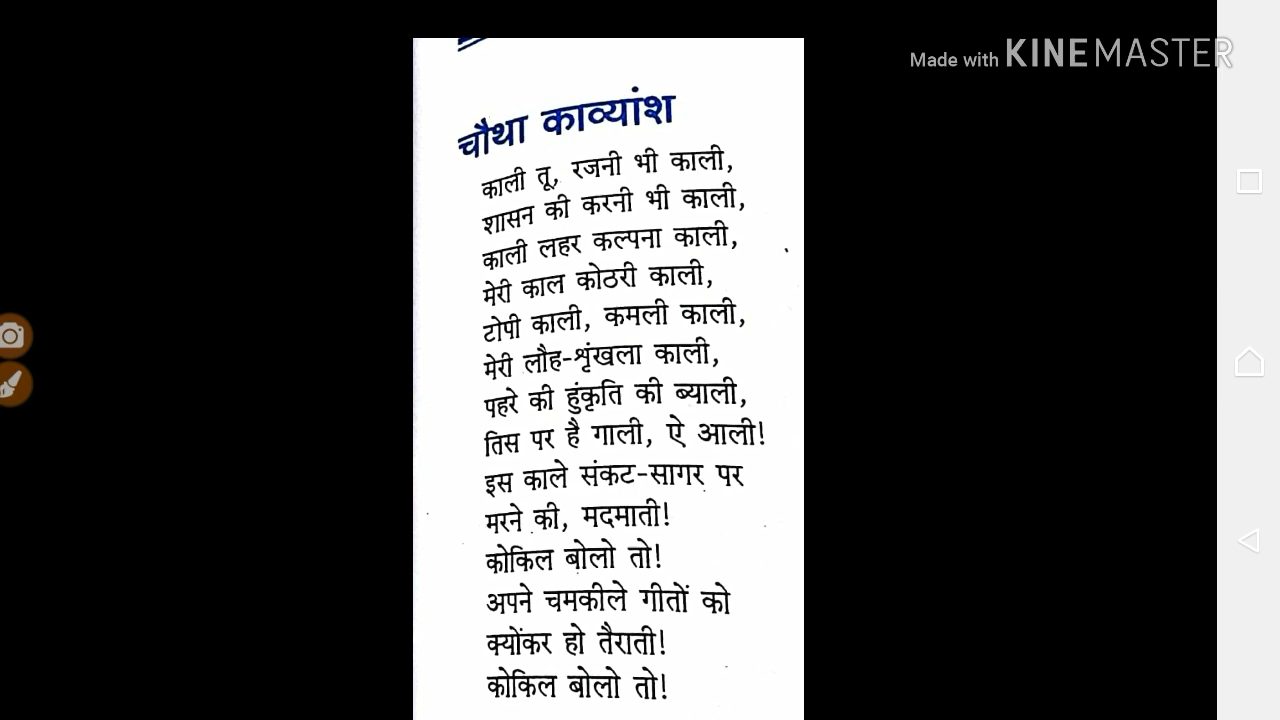 Made with KINEMASTER
चौथा काव्यांश
काली तू, रजनी भी काली,
शासन की करनी भी काली,
काली लहर कल्पना काली,
मेरी काल कोठरी काली,
टोपी काली, कमली काली,
मेरी लौह-शृंखला काली,
पहरे की हुंकृति की ब्याली,
तिस पर है गाली, ऐ आली!
इस काले संकट-सागर पर
मरने की, मदमाती!
कोकिल बोलो तो!
अपने चमकीले गीतों को
क्योंकर हो तैराती!
कोकिल बोलो तो!